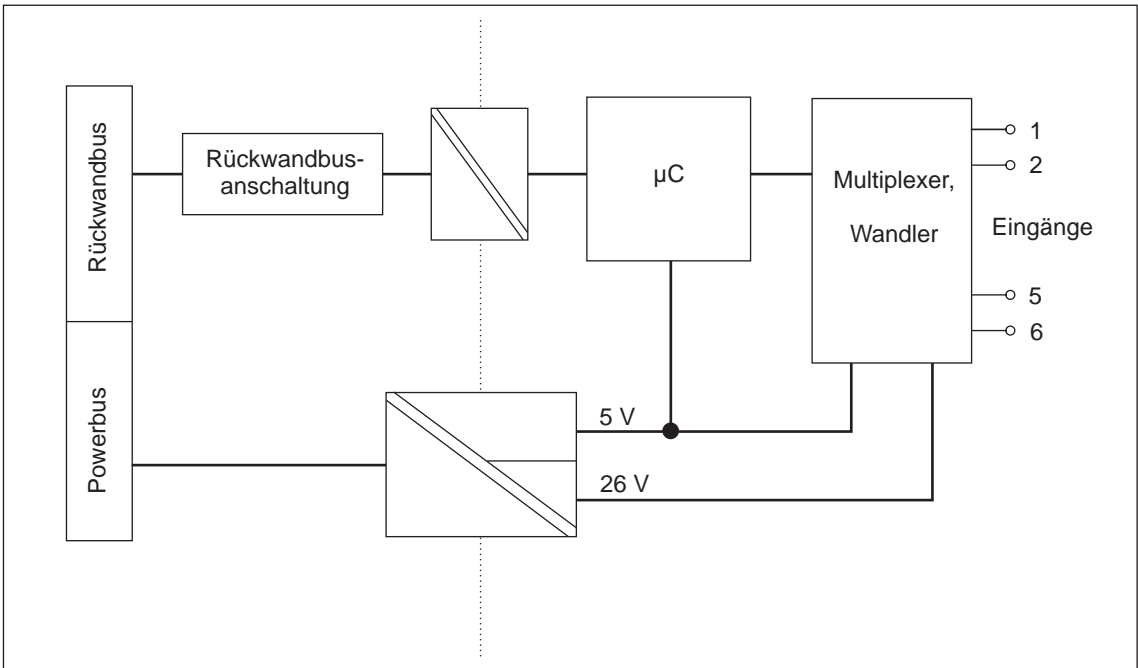 Rückwandbus
Powerbus
Rückwandbus-
anschaltung
µC
Multiplexer,
Wandler
1
2
Eingänge
5
6
5 V
26 V